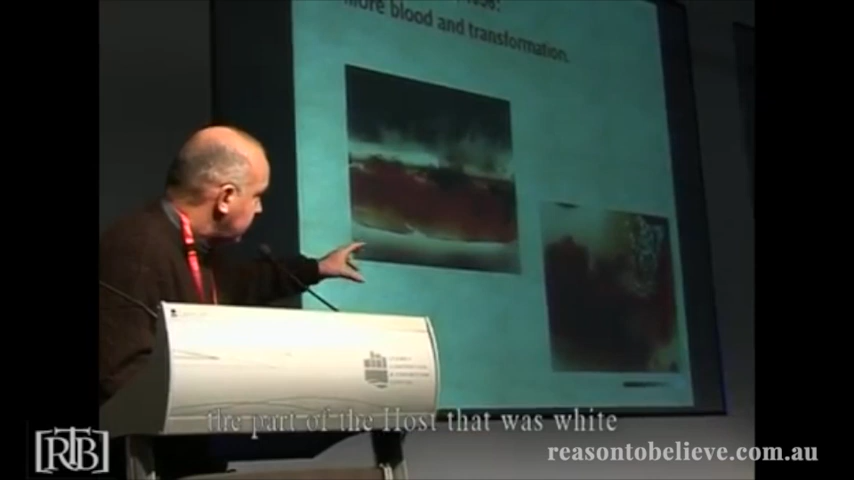 more blood and transformation.
the part of the Host that was white
RTB
reasontobelieve.com.au